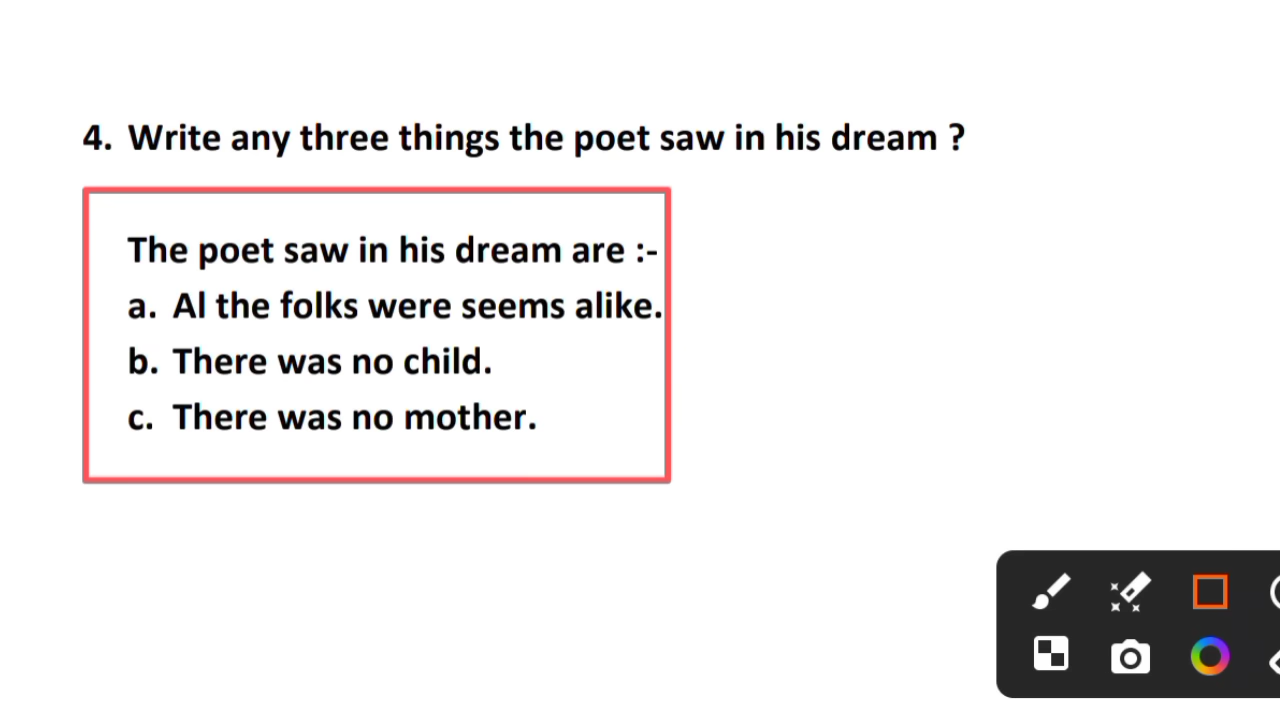 4. Write any three things the poet saw in his dream ?
The poet saw in his dream are :-
a. Al the folks were seems alike.
b. There was no child.
c. There was no mother.